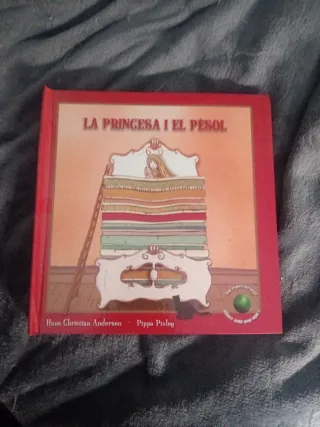 LA PRINCESA I EL PÈSOL
Hans Christian Andersen · Pippa Pixley